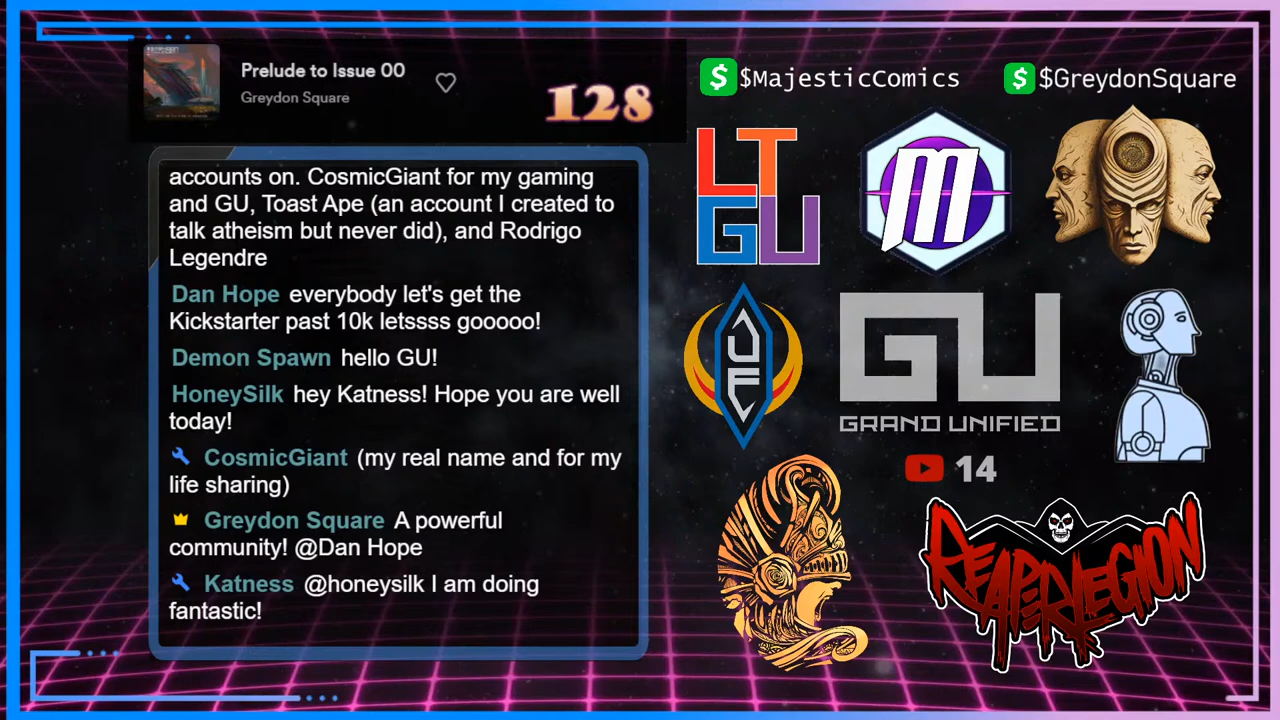 Prelude to Issue 00
Greydon Square
128
$MajesticComics
$GreydonSquare
accounts on. CosmicGiant for my gaming
and GU, Toast Ape (an account I created to
talk atheism but never did), and Rodrigo
Legendre
Dan Hope everybody let's get the
Kickstarter past 10k letssss gooooo!
Demon Spawn hello GU!
HoneySilk hey Katness! Hope you are well
today!
CosmicGiant (my real name and for my
life sharing)
Greydon Square A powerful
community! @Dan Hope
Katness @honeysilk I am doing
fantastic!
LT
GU
M
GU
GRAND UNIFIED
14
REAPER LEGION